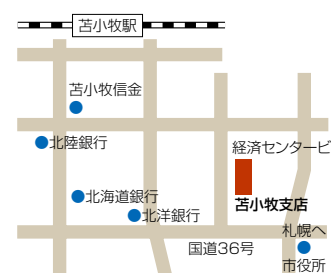 苫小牧駅
苫小牧信金
北陸銀行
経済センタービ
北海道銀行
苫小牧支店
北洋銀行
札幌へ
国道36号
市役所